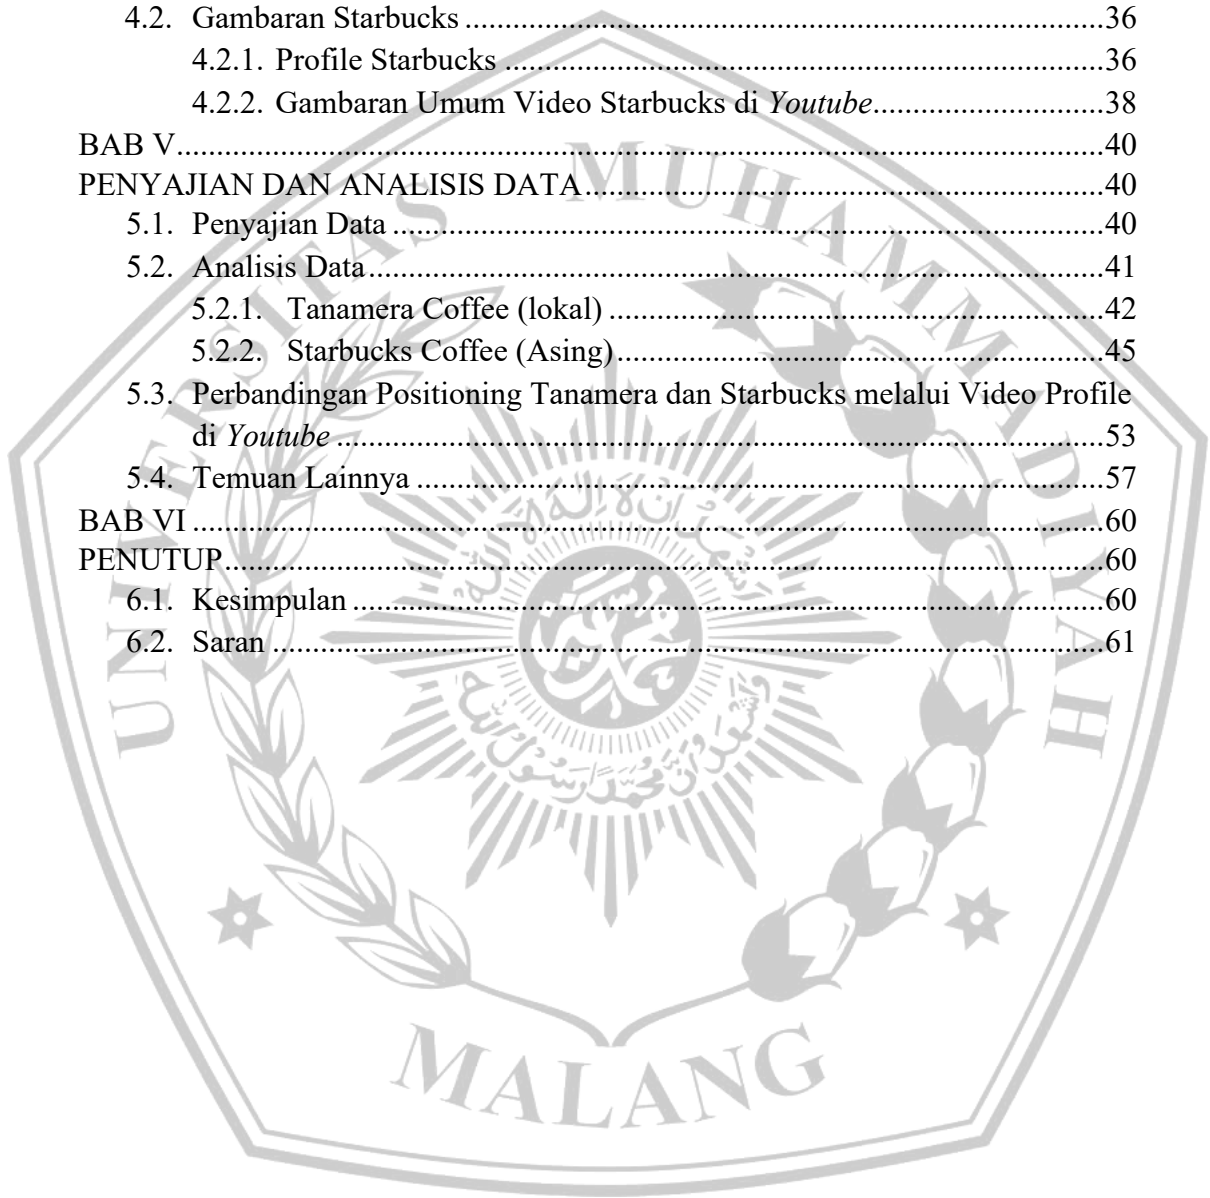 4.2. Gambaran Starbucks ........................................................................36
4.2.1. Profile Starbucks ....................................................................36
4.2.2. Gambaran Umum Video Starbucks di Youtube..........................38
BAB V........................................................................................40
PENYAJIAN DAN ANALISIS DATA..................................................40
5.1. Penyajian Data ..........................................................................40
5.2. Analisis Data.............................................................................41
5.2.1. Tanamera Coffee (lokal) ..........................................................42
5.2.2. Starbucks Coffee (Asing)..........................................................45
5.3. Perbandingan Positioning Tanamera dan Starbucks melalui Video Profile
di Youtube .....................................................................................53
5.4. Temuan Lainnya ........................................................................57
BAB VI .......................................................................................60
PENUTUP....................................................................................60
6.1. Kesimpulan ..............................................................................60
6.2. Saran ......................................................................................61
UNIVERSITAS MUHAMMADIYAH
MALANG